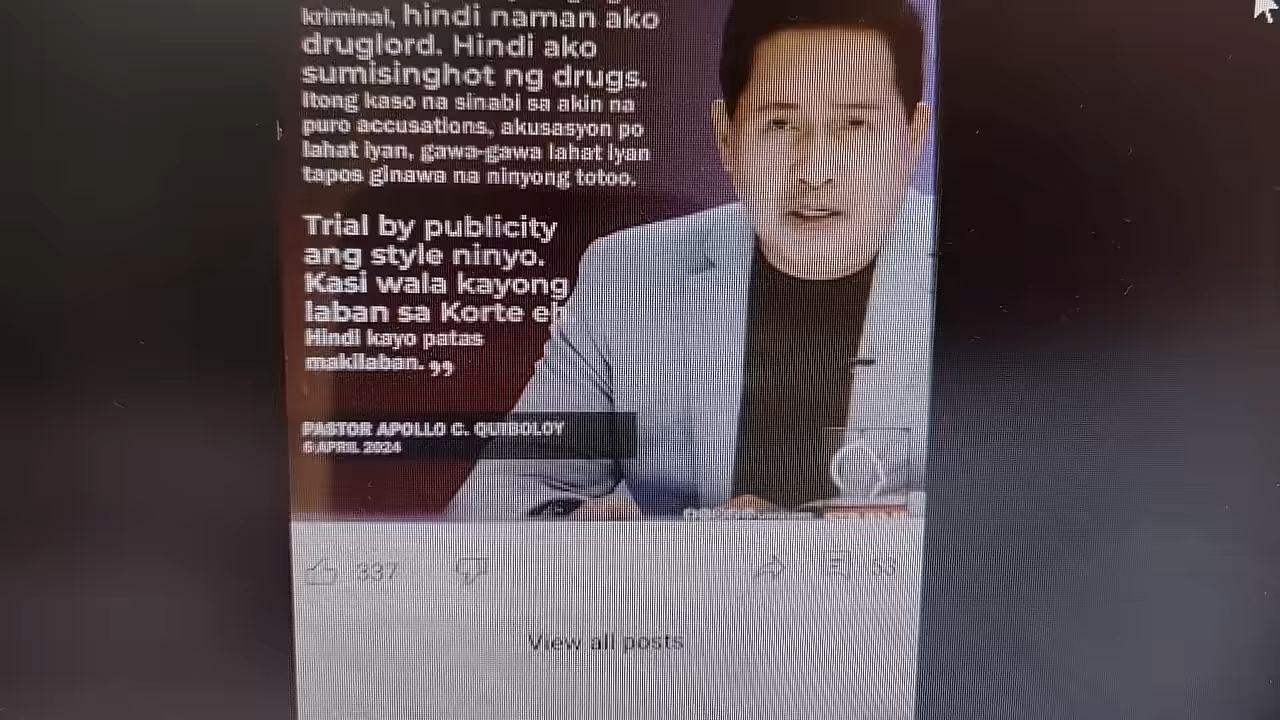 kriminal, hindi naman ako
druglord. Hindi ako
sumisinghot ng drugs.
Itong kaso na sinabi sa akin na
puro accusations, akusasyon po
lahat iyan, gawa-gawa lahat iyan
tapos ginawa na ninyong totoo.
Trial by publicity
ang style ninyo.
Kasi wala kayong
laban sa Korte eh
Hindi kayo patas
makilaban.”
PASTOR APOLLO C. QUIBOLOY
6 APRIL 2024
337
View all posts